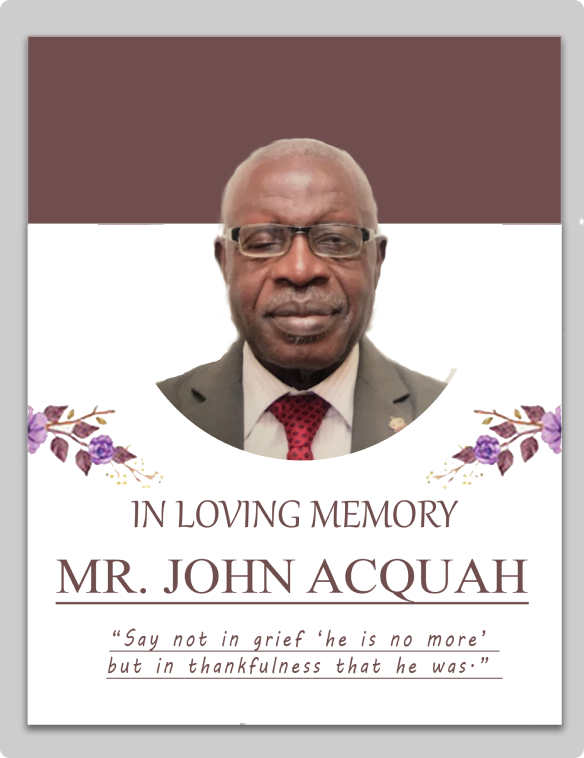 IN LOVING MEMORY
MR. JOHN ACQUAH
“Say not in grief ‘he is no more’
but in thankfulness that he was.”